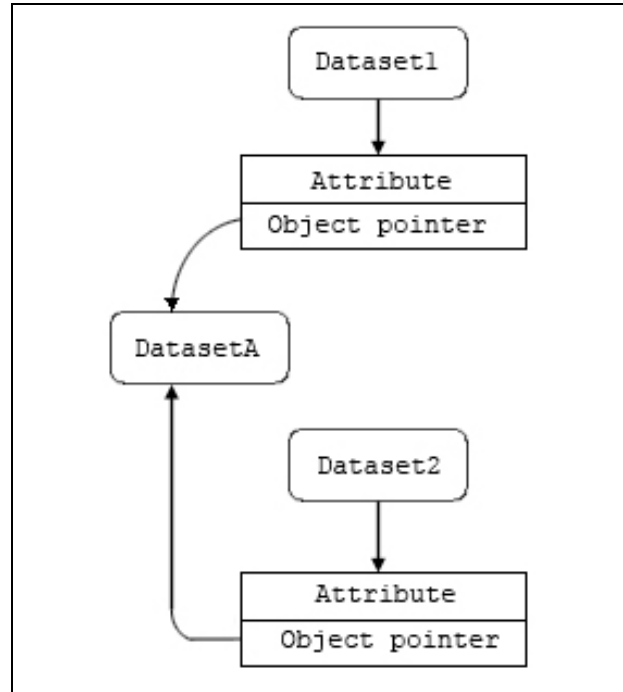 Dataset1
Attribute
Object pointer
DatasetA
Dataset2
Attribute
Object pointer